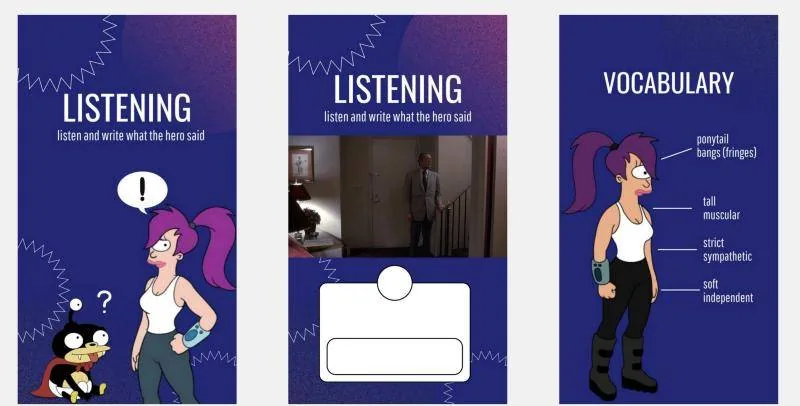 LISTENING
listen and write what the hero said
!
?
LISTENING
listen and write what the hero said
VOCABULARY
ponytail
bangs (fringes)
tall
muscular
strict
sympathetic
soft
independent